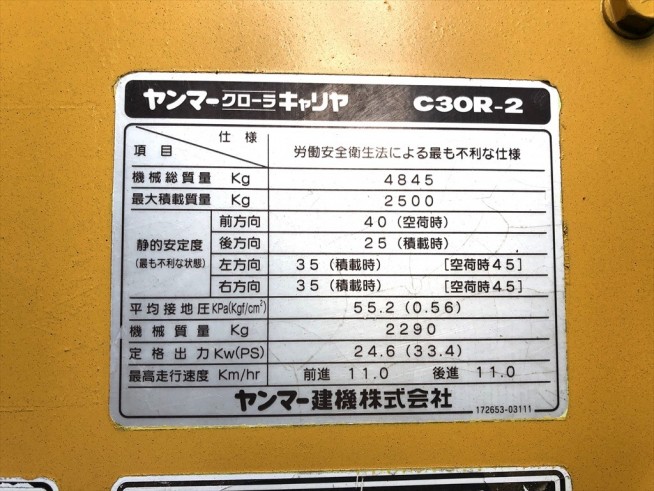 ヤンマークローラキャリヤ C30R-2
仕様
項目 労働安全衛生法による最も不利な仕様
機械総質量 Kg 4845
最大積載質量 Kg 2500
静的安定度 (最も不利な状態) 前方向 40(空荷時)
後方向 25(積載時)
左方向 35(積載時) [空荷時45]
右方向 35(積載時) [空荷時45]
平均接地圧 KPa(Kgf/cm²) 55.2(0.56)
機械質量 Kg 2290
定格出力 Kw(PS) 24.6(33.4)
最高走行速度 Km/hr 前進 11.0 後進 11.0
ヤンマー建機株式会社 172653-03111